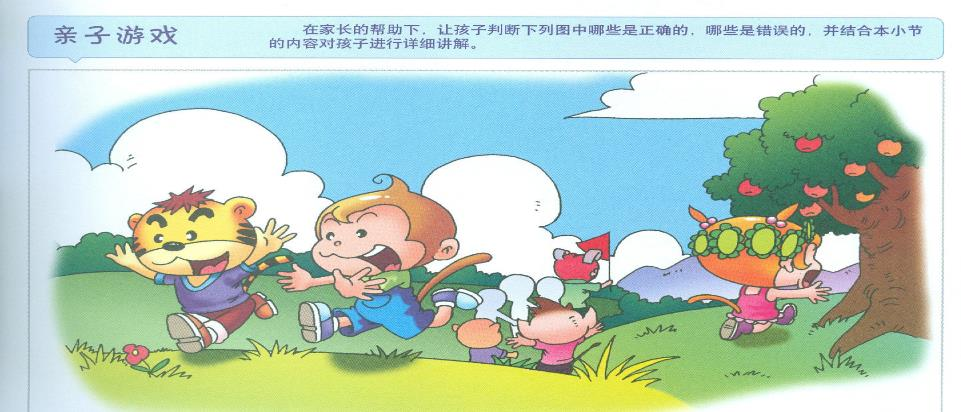 亲子游戏
在家长的帮助下，让孩子判断下列图中哪些是正确的，哪些是错误的，并结合本小节
的内容对孩子进行详细讲解。